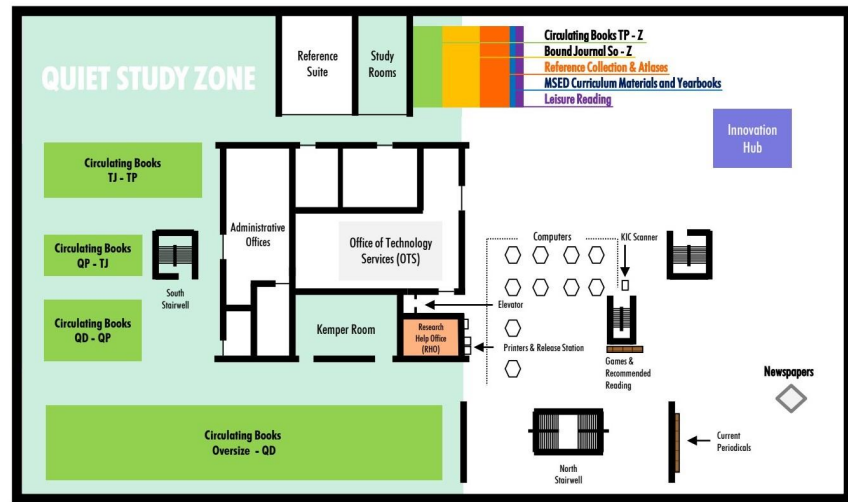 Circulating Books TP - Z
Bound Journal So - Z
Reference Collection & Atlases
MSED Curriculum Materials and Yearbooks
Leisure Reading
Reference
Suite
Study
Rooms
QUIET STUDY ZONE
Innovation
Hub
Circulating Books
TJ - TP
Administrative
Offices
Office of Technology
Services (OTS)
Computers
KIC Scanner
Circulating Books
QP - TJ
South
Stairwell
Circulating Books
QD - QP
Kemper Room
Elevator
Research
Help Office
(RHO)
Printers & Release Station
Games &
Recommended
Reading
Newspapers
Circulating Books
Oversize - QD
North
Stairwell
Current
Periodicals